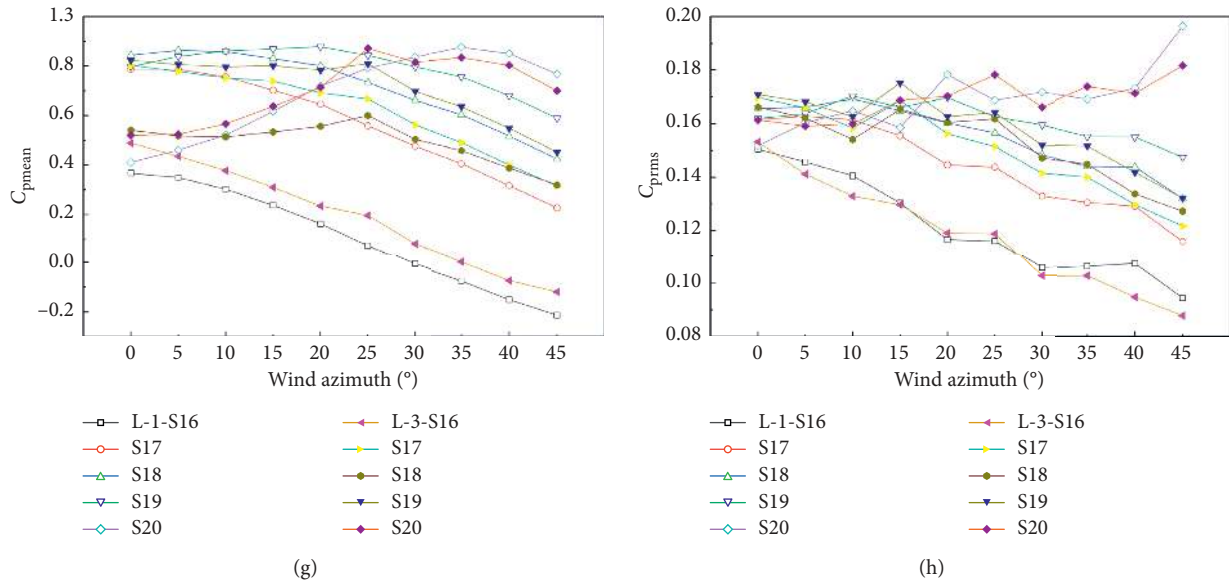 1.3
0.8
0.6
0.4
0.2
0.0
−0.2
C_pmean
0 5 10 15 20 25 30 35 40 45
Wind azimuth (°)
L-1-S16 L-3-S16
S17 S17
S18 S18
S19 S19
S20 S20
(g)
0.20
0.18
0.16
0.14
0.12
0.10
0.08
C_prms
0 5 10 15 20 25 30 35 40 45
Wind azimuth (°)
L-1-S16 L-3-S16
S17 S17
S18 S18
S19 S19
S20 S20
(h)